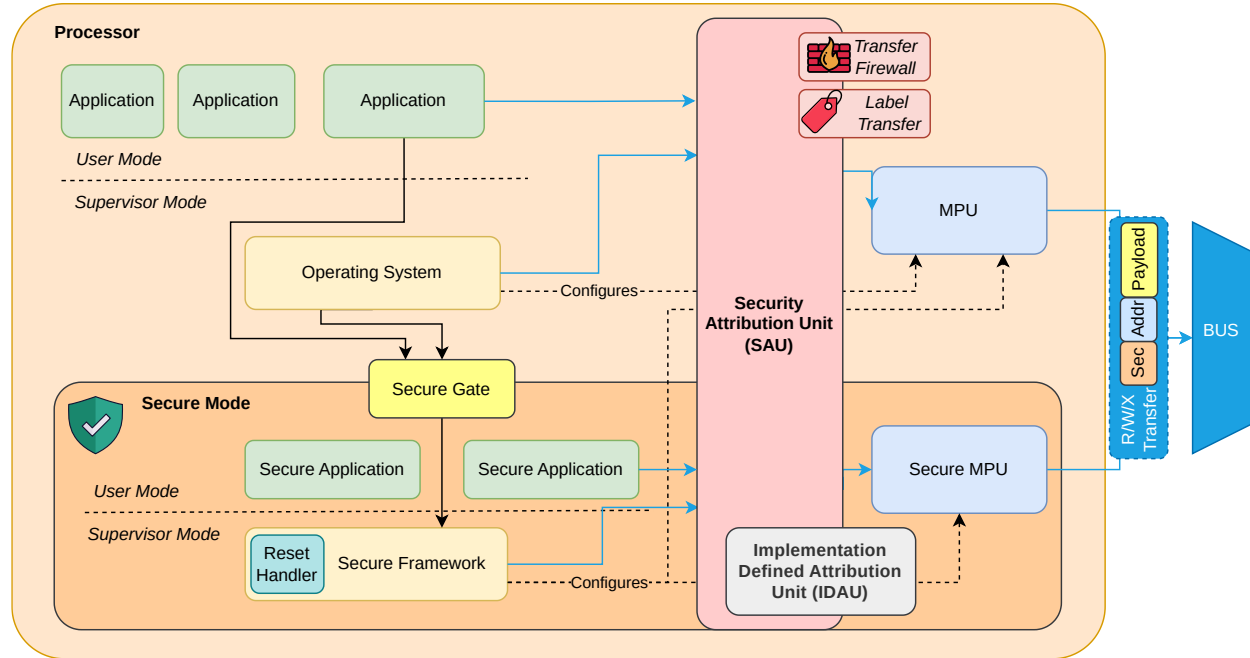 Processor
Transfer
Firewall
Application
Application
Application
Label
Transfer
User Mode
Supervisor Mode
MPU
Operating System
Configures
Security
Attribution Unit
(SAU)
Payload
Addr
Sec
R/W/X
Transfer
BUS
Secure Gate
Secure Mode
Secure Application
Secure Application
Secure MPU
User Mode
Supervisor Mode
Reset
Handler
Secure Framework
Configures
Implementation
Defined Attribution
Unit (IDAU)